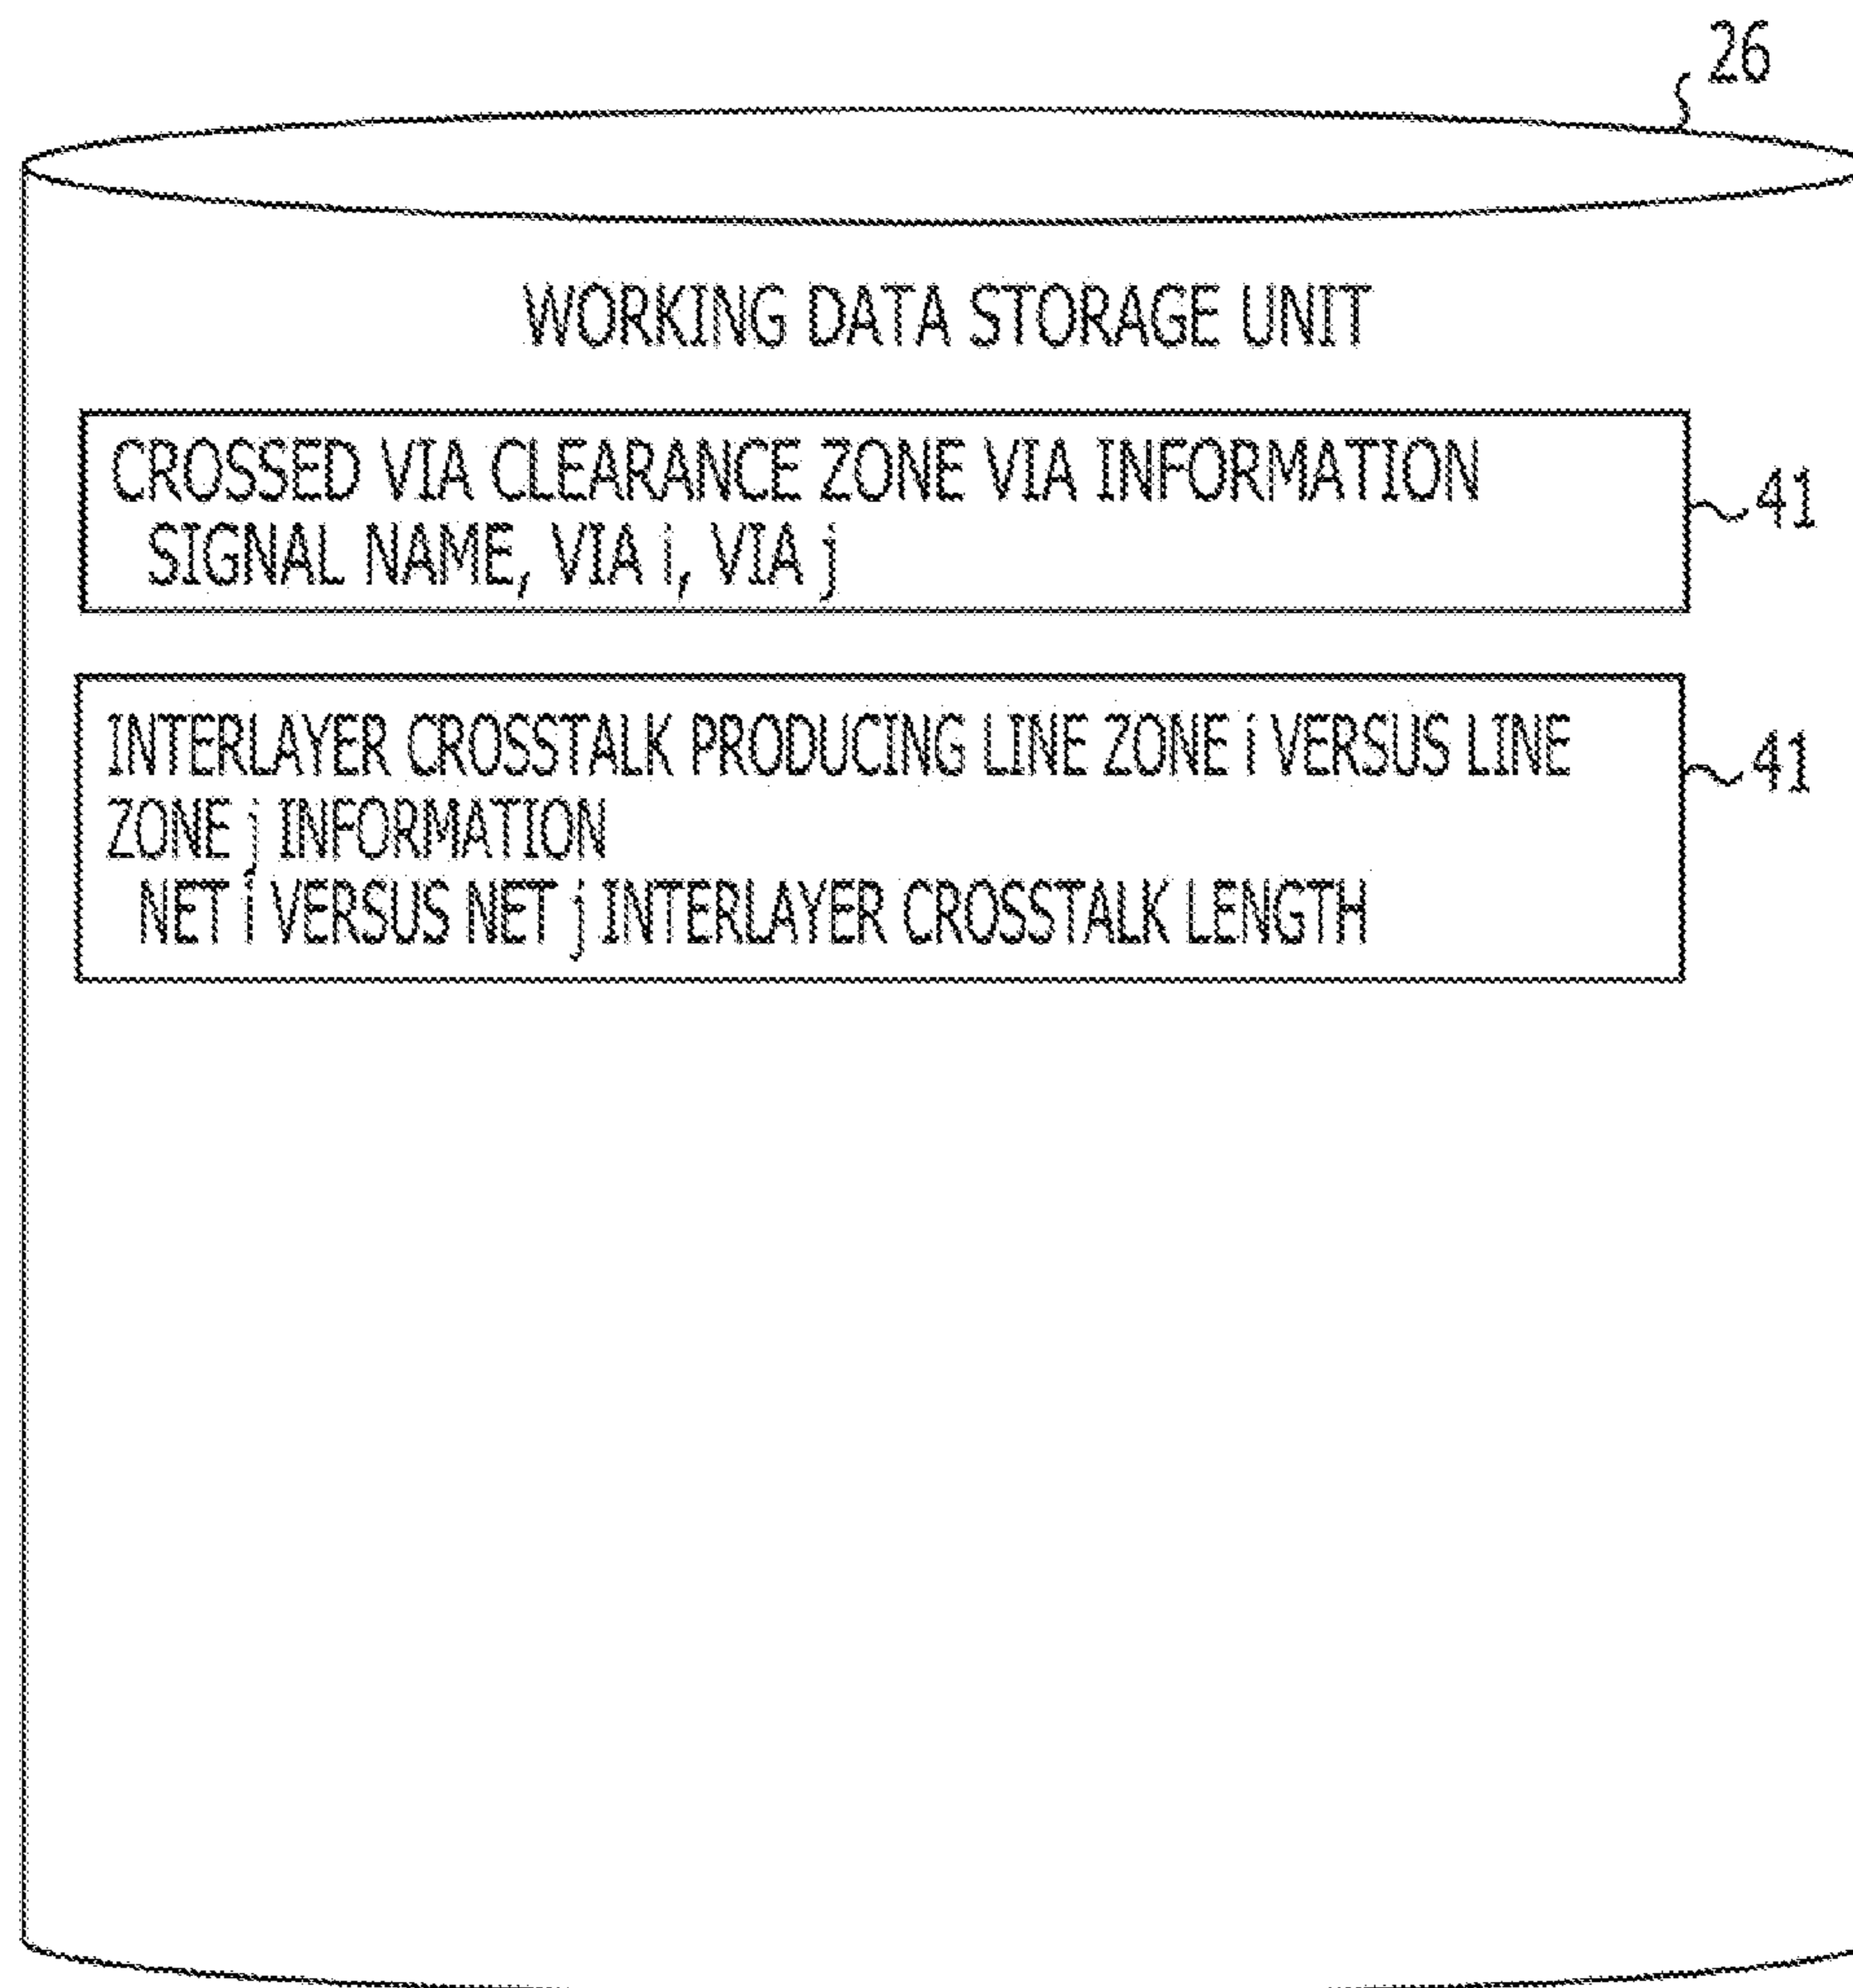 26
WORKING DATA STORAGE UNIT
CROSSED VIA CLEARANCE ZONE VIA INFORMATION
SIGNAL NAME, VIA i, VIA j
41
INTERLAYER CROSSTALK PRODUCING LINE ZONE i VERSUS LINE
ZONE j INFORMATION
NET i VERSUS NET j INTERLAYER CROSSTALK LENGTH
41